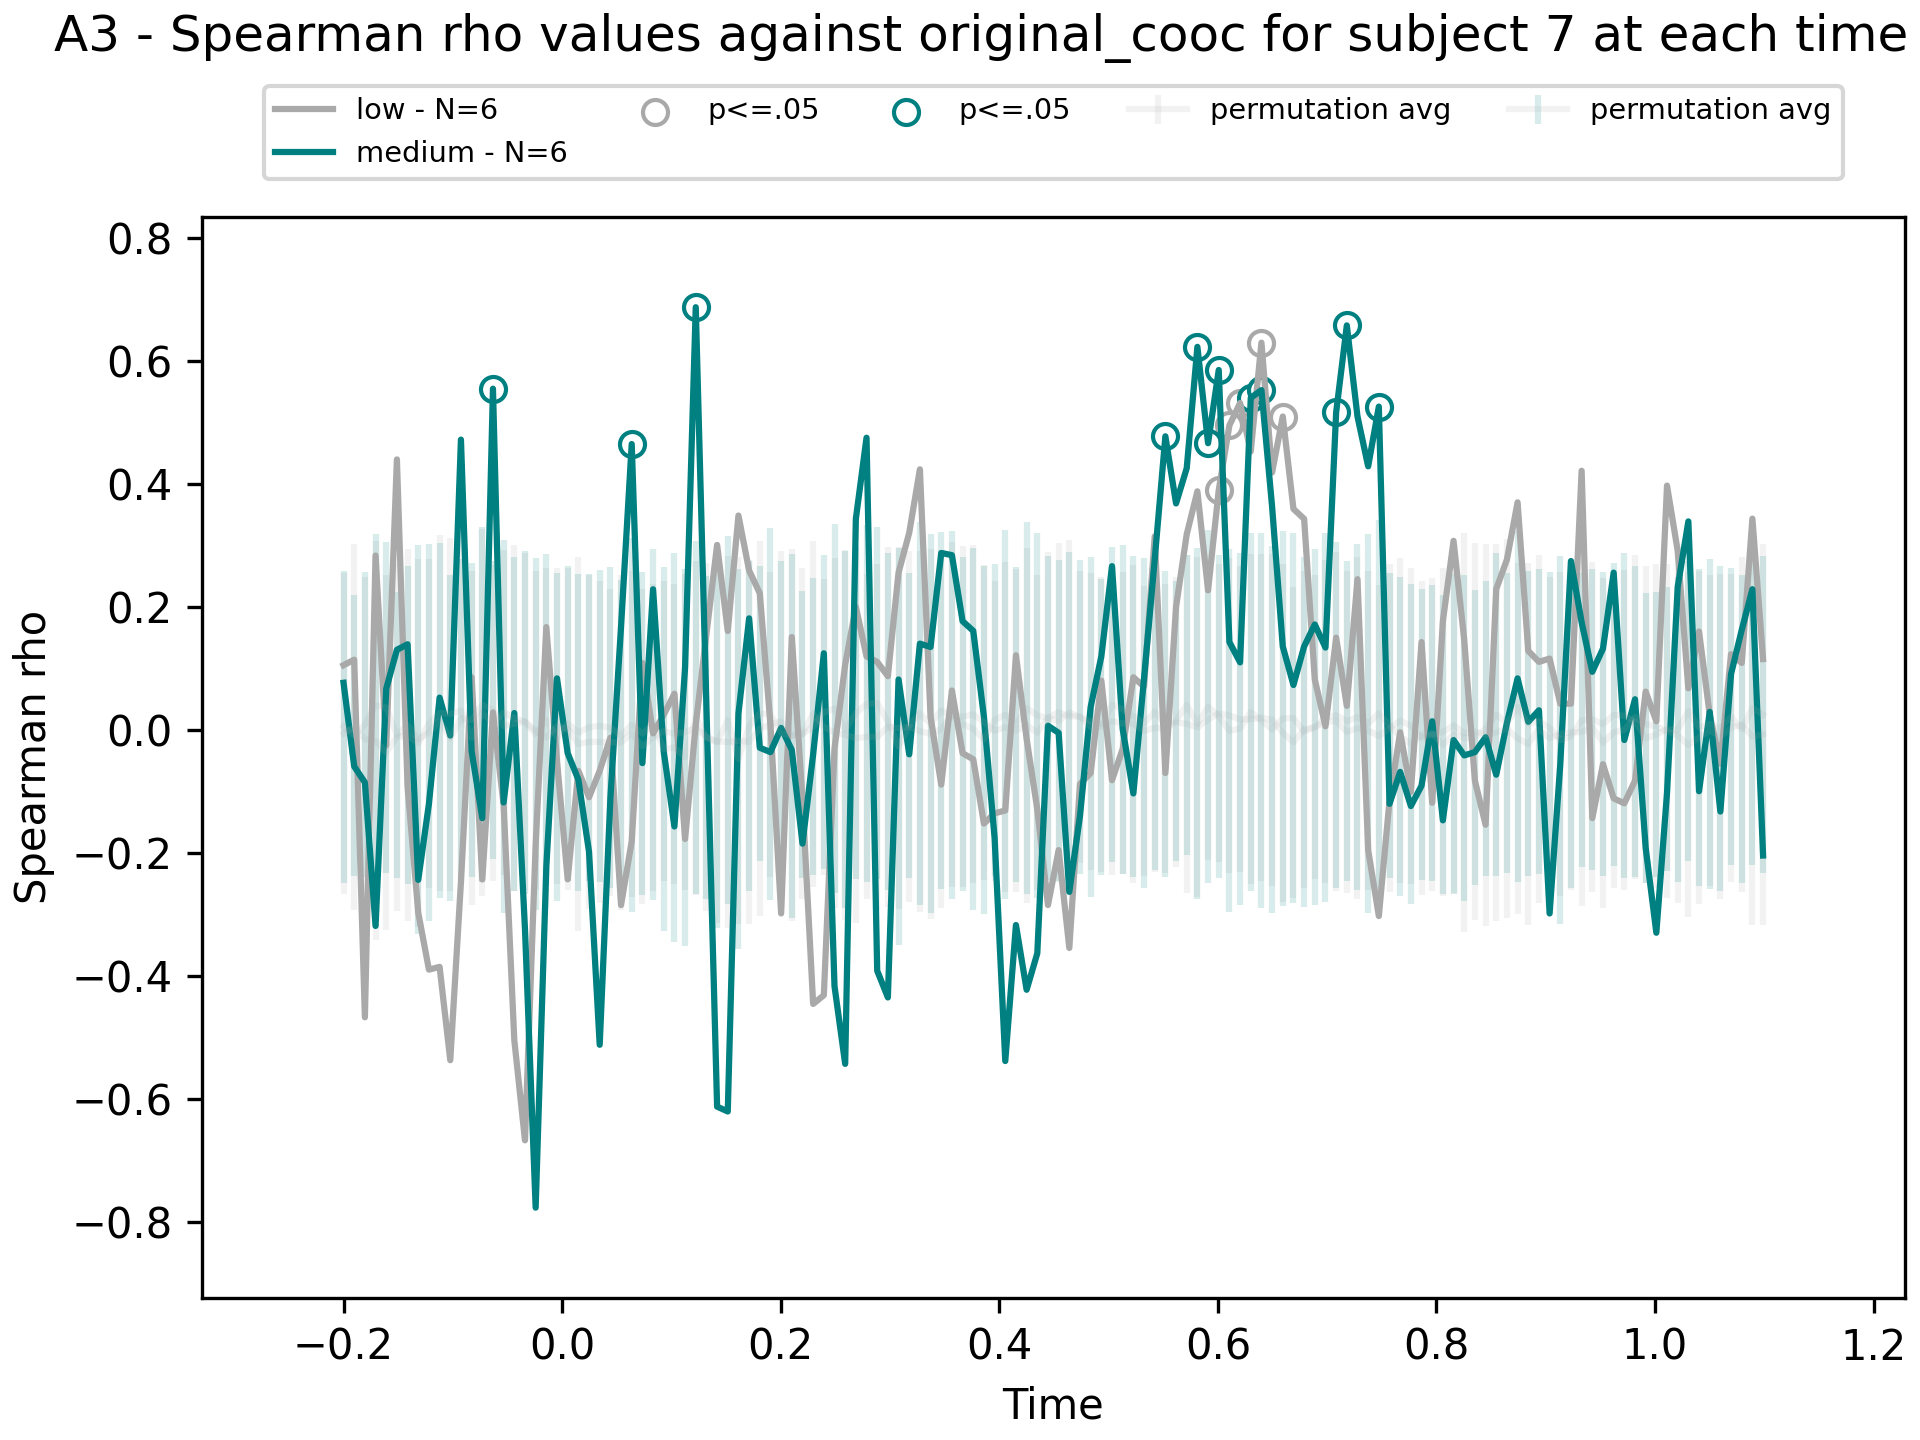 A3 - Spearman rho values against original_cooc for subject 7 at each time
low - N=6
medium - N=6
p<=.05
p<=.05
permutation avg
permutation avg
Spearman rho
0.8
0.6
0.4
0.2
0.0
−0.2
−0.4
−0.6
−0.8
−0.2 0.0 0.2 0.4 0.6 0.8 1.0 1.2
Time